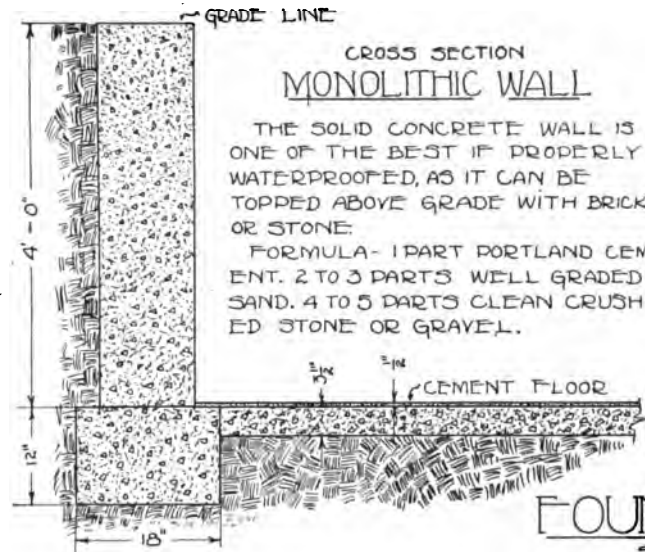 GRADE LINE
CROSS SECTION
MONOLITHIC WALL
THE SOLID CONCRETE WALL IS
ONE OF THE BEST IF PROPERLY
WATERPROOFED, AS IT CAN BE
TOPPED ABOVE GRADE WITH BRICK
OR STONE.
FORMULA - 1 PART PORTLAND CEM
ENT. 2 TO 3 PARTS WELL GRADED
SAND. 4 TO 5 PARTS CLEAN CRUSH
ED STONE OR GRAVEL.
4'-0"
CEMENT FLOOR
12"
18"
FOUN